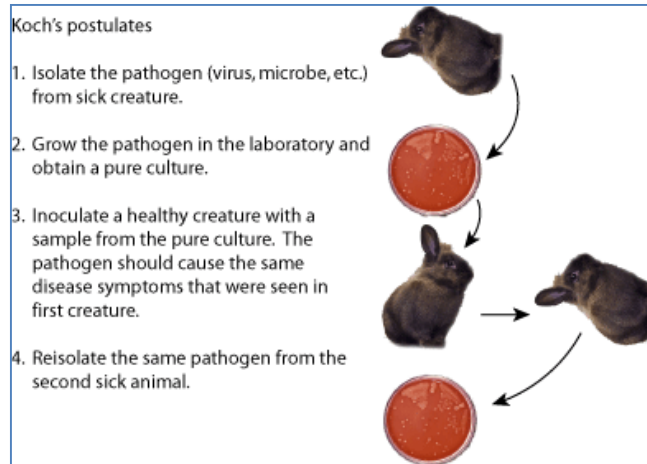 Koch's postulates
1. Isolate the pathogen (virus, microbe, etc.)
from sick creature.
2. Grow the pathogen in the laboratory and
obtain a pure culture.
3. Inoculate a healthy creature with a
sample from the pure culture. The
pathogen should cause the same
disease symptoms that were seen in
first creature.
4. Reisolate the same pathogen from the
second sick animal.